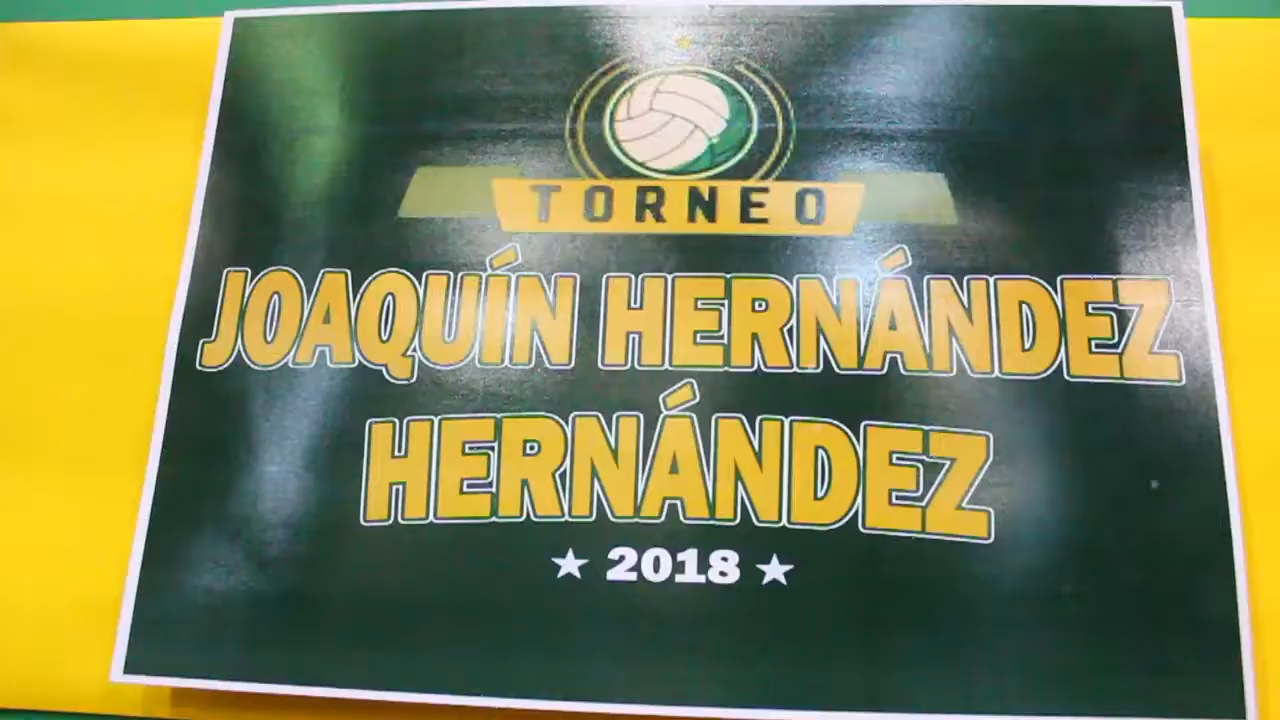 TORNEO
JOAQUÍN HERNÁNDEZ
HERNÁNDEZ
★ 2018 ★